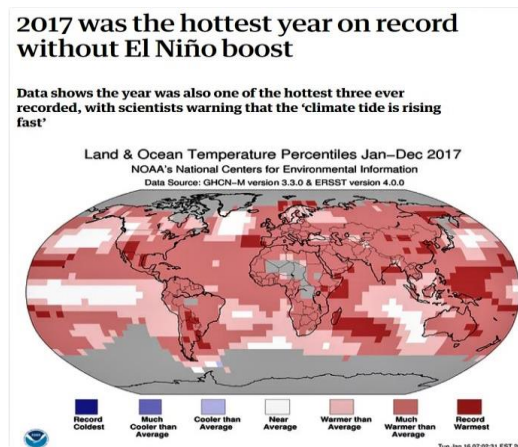 2017 was the hottest year on record
without El Niño boost
Data shows the year was also one of the hottest three ever
recorded, with scientists warning that the ‘climate tide is rising
fast’
Land & Ocean Temperature Percentiles Jan–Dec 2017
NOAA's National Centers for Environmental Information
Data Source: GHCN–M version 3.3.0 & ERSST version 4.0.0
Record Coldest
Much Cooler than Average
Cooler than Average
Near Average
Warmer than Average
Much Warmer than Average
Record Warmest